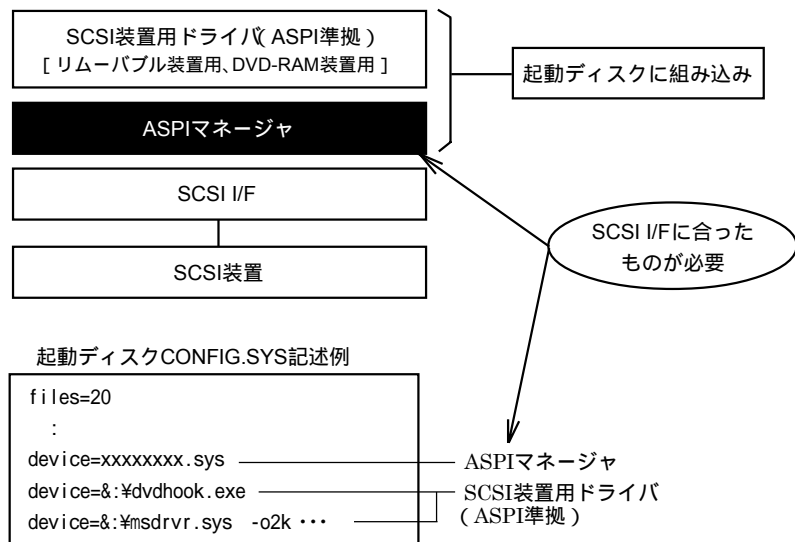 SCSI装置用ドライバ(ASPI準拠)
[リムーバブル装置用、DVD-RAM装置用]
起動ディスクに組み込み
ASPIマネージャ
SCSI I/F
SCSI I/Fに合った
ものが必要
SCSI装置
起動ディスクCONFIG.SYS記述例
files=20
:
device=xxxxxxxx.sys
ASPIマネージャ
device=&:¥dvdhook.exe
SCSI装置用ドライバ
(ASPI準拠)
device=&:¥msdrvr.sys -o2k ・・・